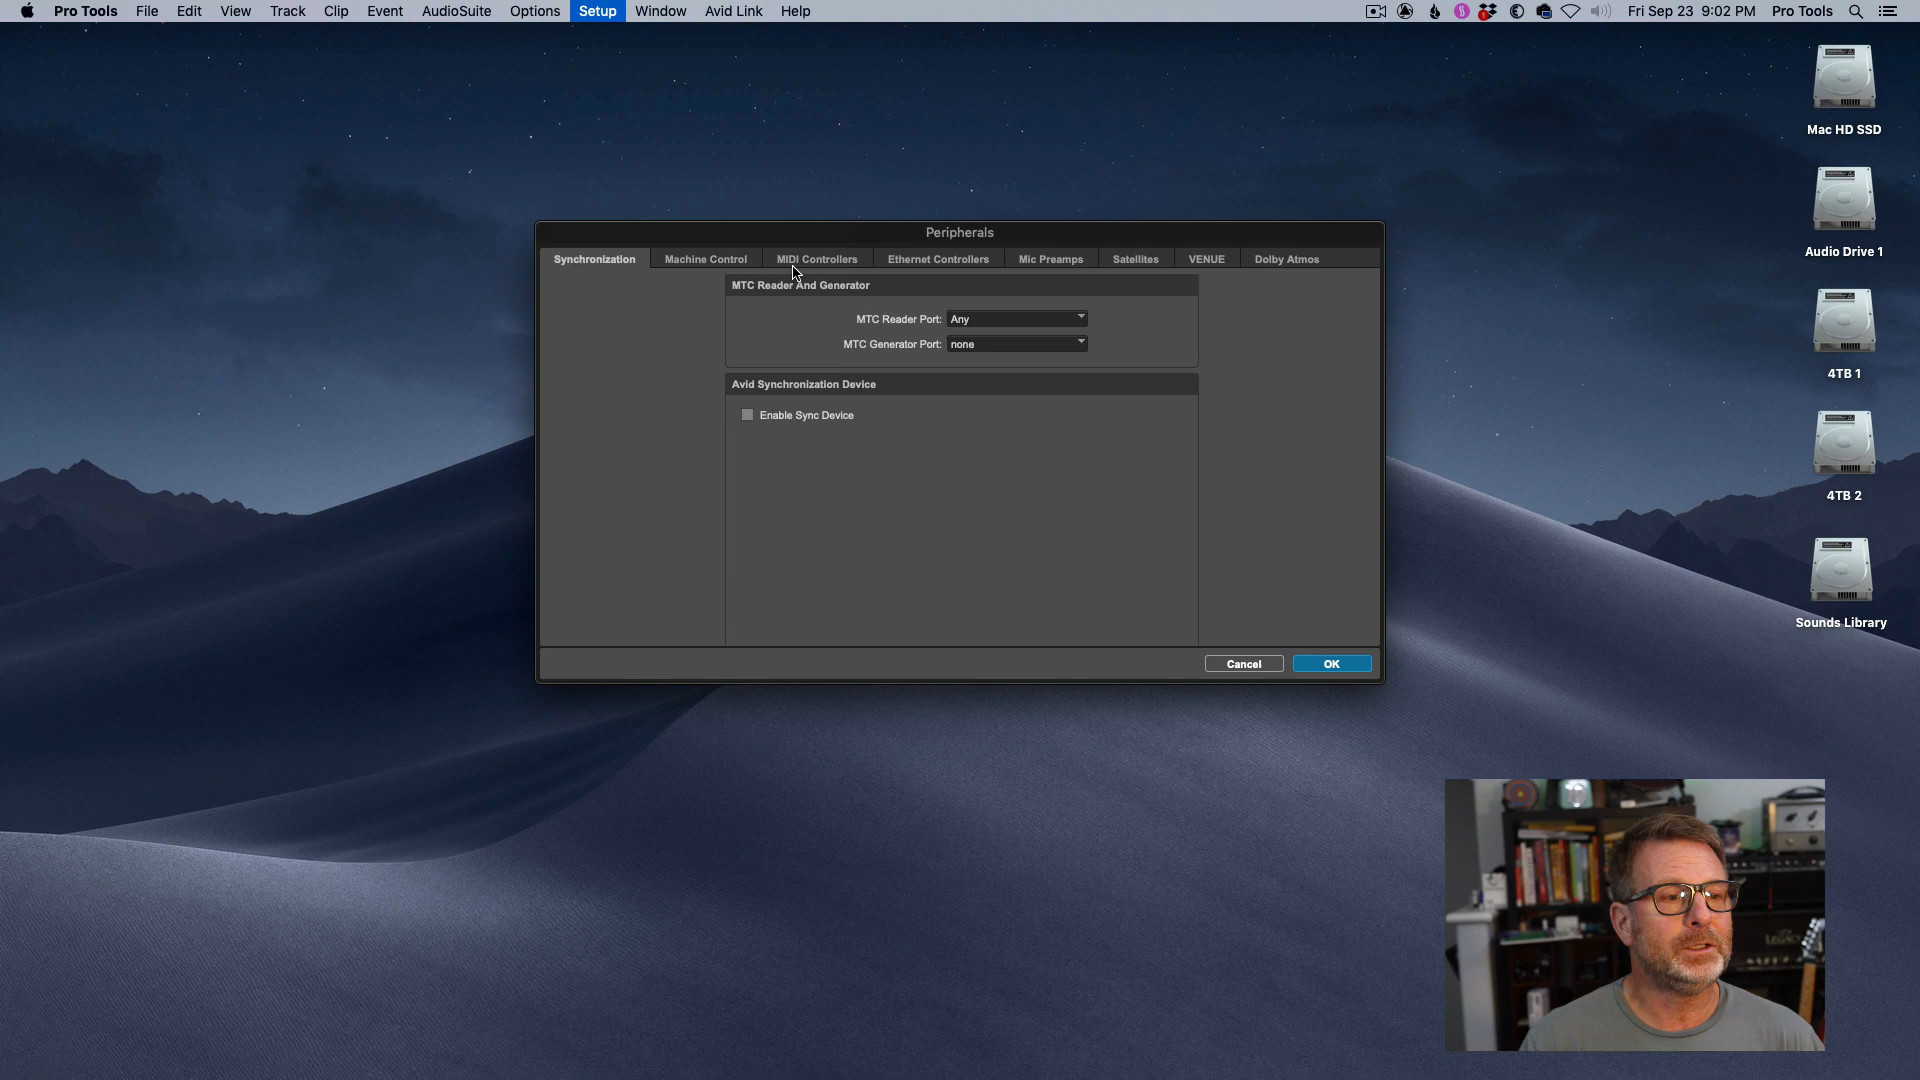 Pro Tools File Edit View Track Clip Event AudioSuite Options Setup Window Avid Link Help
Fri Sep 23 9:02 PM Pro Tools
Mac HD SSD
Audio Drive 1
4TB 1
4TB 2
Sounds Library
Peripherals
Synchronization Machine Control MIDI Controllers Ethernet Controllers Mic Preamps Satellites VENUE Dolby Atmos
MTC Reader And Generator
MTC Reader Port: Any
MTC Generator Port: none
Avid Synchronization Device
Enable Sync Device
Cancel OK